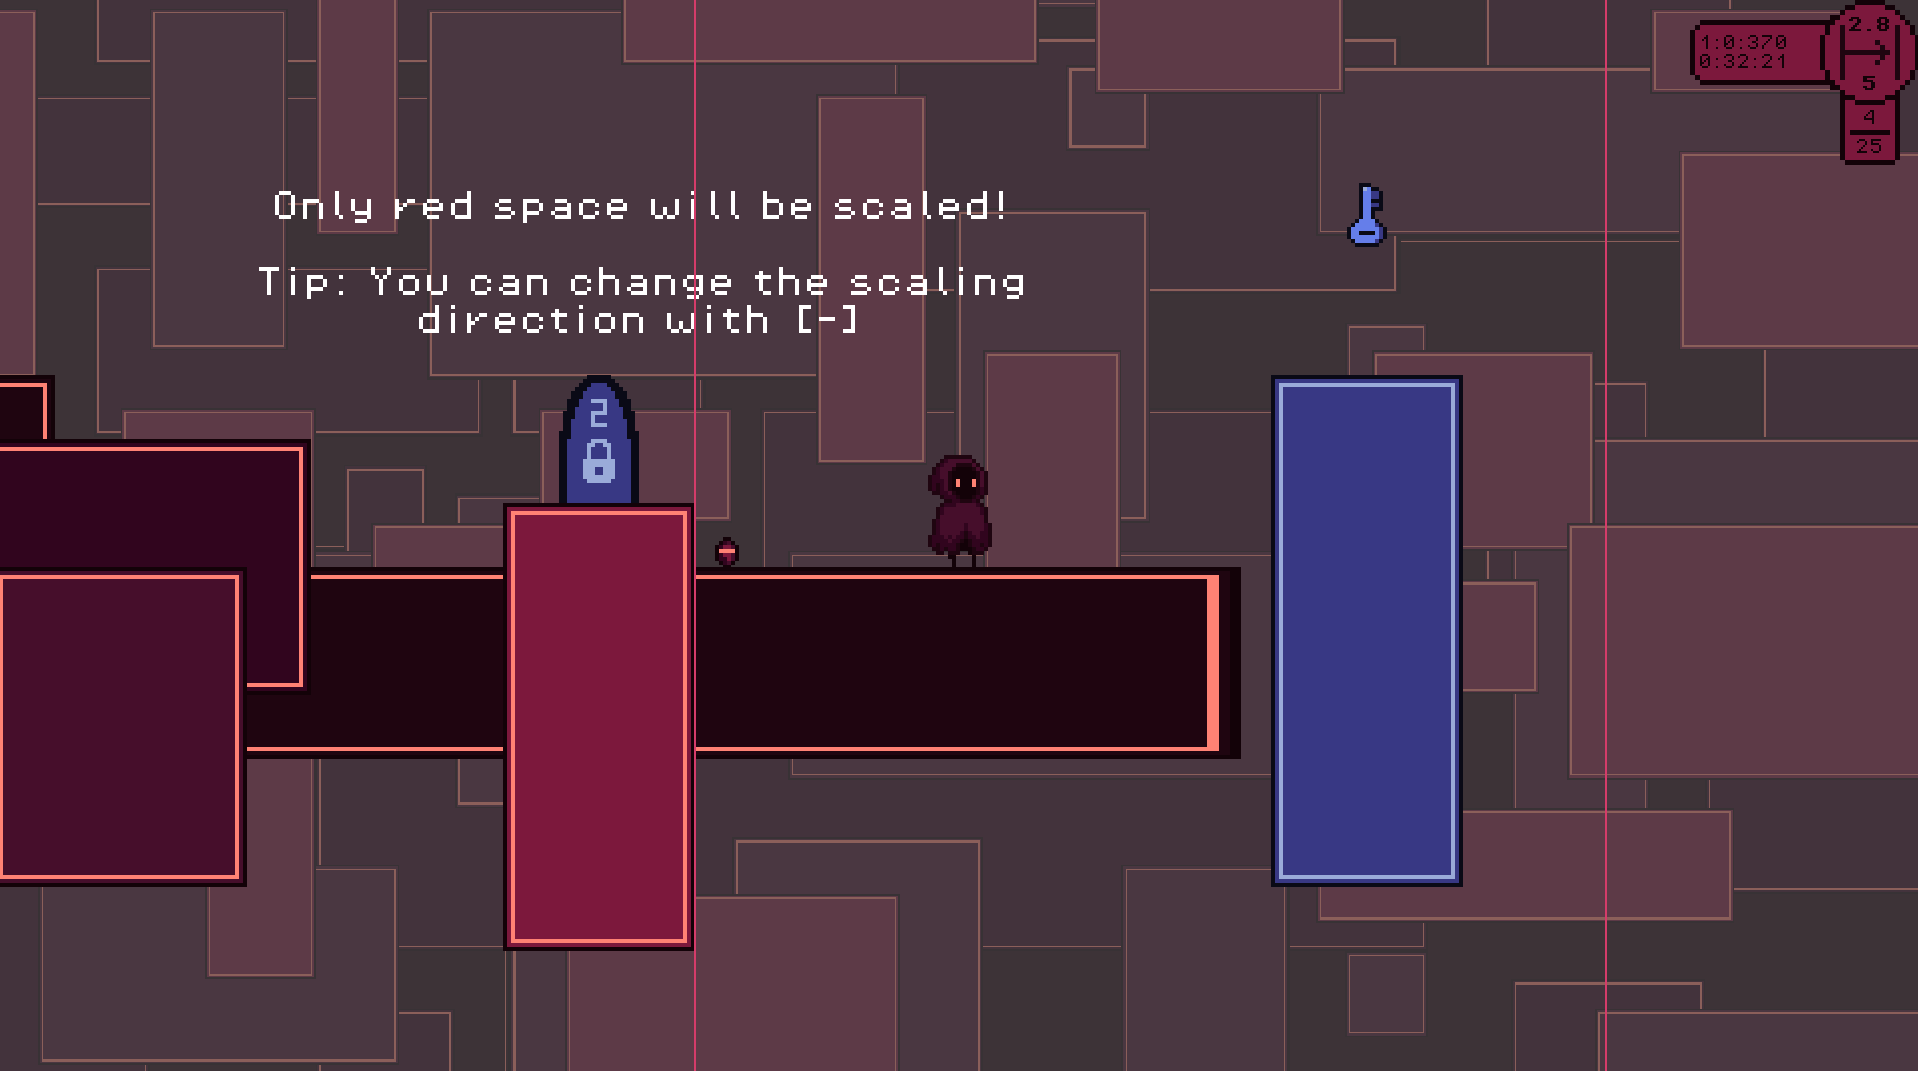 2.8
1:0:370
0:32:21
5
4
25
Only red space will be scaled!
Tip: You can change the scaling
direction with [-]
2